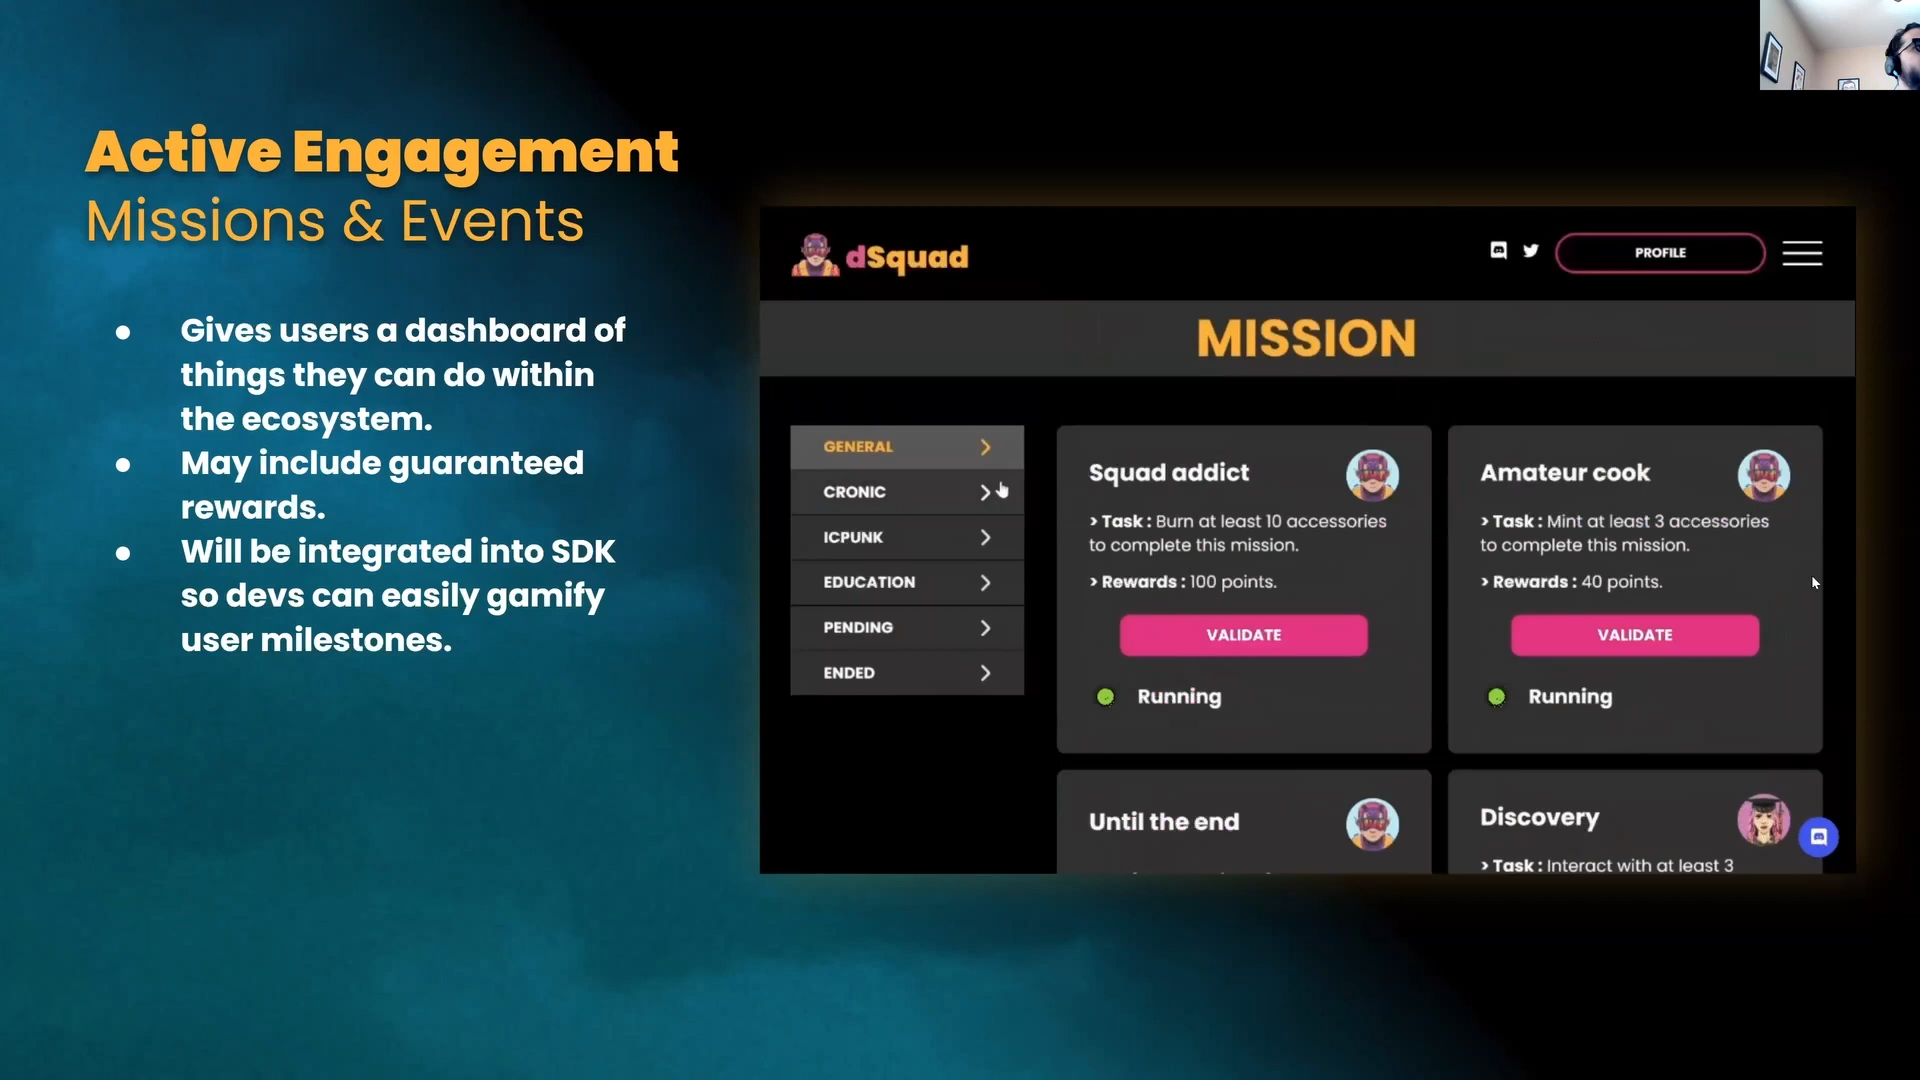 Active Engagement
Missions & Events
● Gives users a dashboard of
things they can do within
the ecosystem.
● May include guaranteed
rewards.
● Will be integrated into SDK
so devs can easily gamify
user milestones.
dSquad
PROFILE
MISSION
GENERAL
CRONIC
ICPUNK
EDUCATION
PENDING
ENDED
Squad addict
> Task : Burn at least 10 accessories
to complete this mission.
> Rewards : 100 points.
VALIDATE
Running
Amateur cook
> Task : Mint at least 3 accessories
to complete this mission.
> Rewards : 40 points.
VALIDATE
Running
Until the end
Discovery
> Task : Interact with at least 3